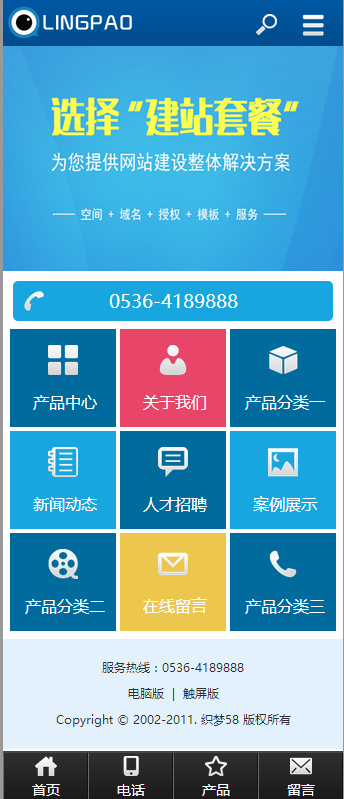 LINGPAO
选择“建站套餐”
为您提供网站建设整体解决方案
空间 + 域名 + 授权 + 模板 + 服务
0536-4189888
产品中心 关于我们 产品分类一
新闻动态 人才招聘 案例展示
产品分类二 在线留言 产品分类三
服务热线：0536-4189888
电脑版 | 触屏版
Copyright © 2002-2011. 织梦58 版权所有
首页 电话 产品 留言